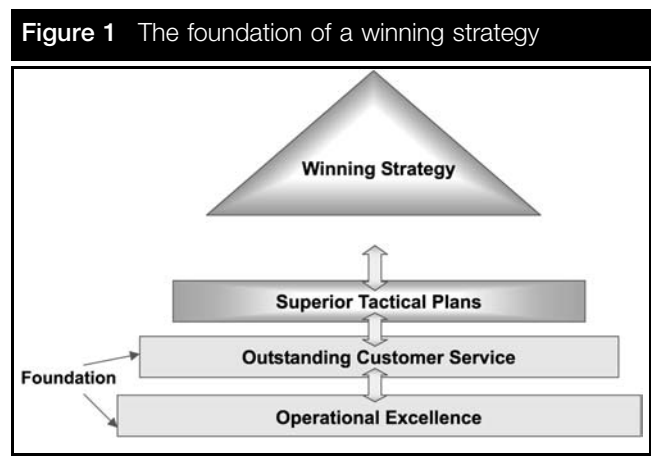 Figure 1 The foundation of a winning strategy
Winning Strategy
Superior Tactical Plans
Outstanding Customer Service
Foundation
Operational Excellence